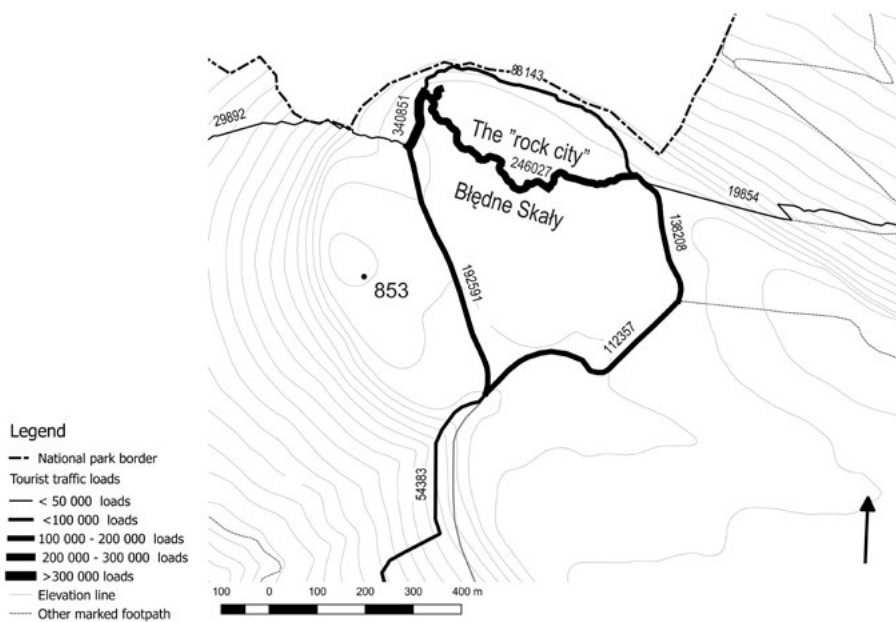 88143
29892
340851
The "rock city"
246027
Błędne Skały
19854
138208
192591
853
112357
54383
Legend
National park border
Tourist traffic loads
< 50 000 loads
<100 000 loads
100 000 - 200 000 loads
200 000 - 300 000 loads
>300 000 loads
Elevation line
Other marked footpath
100 0 100 200 300 400 m